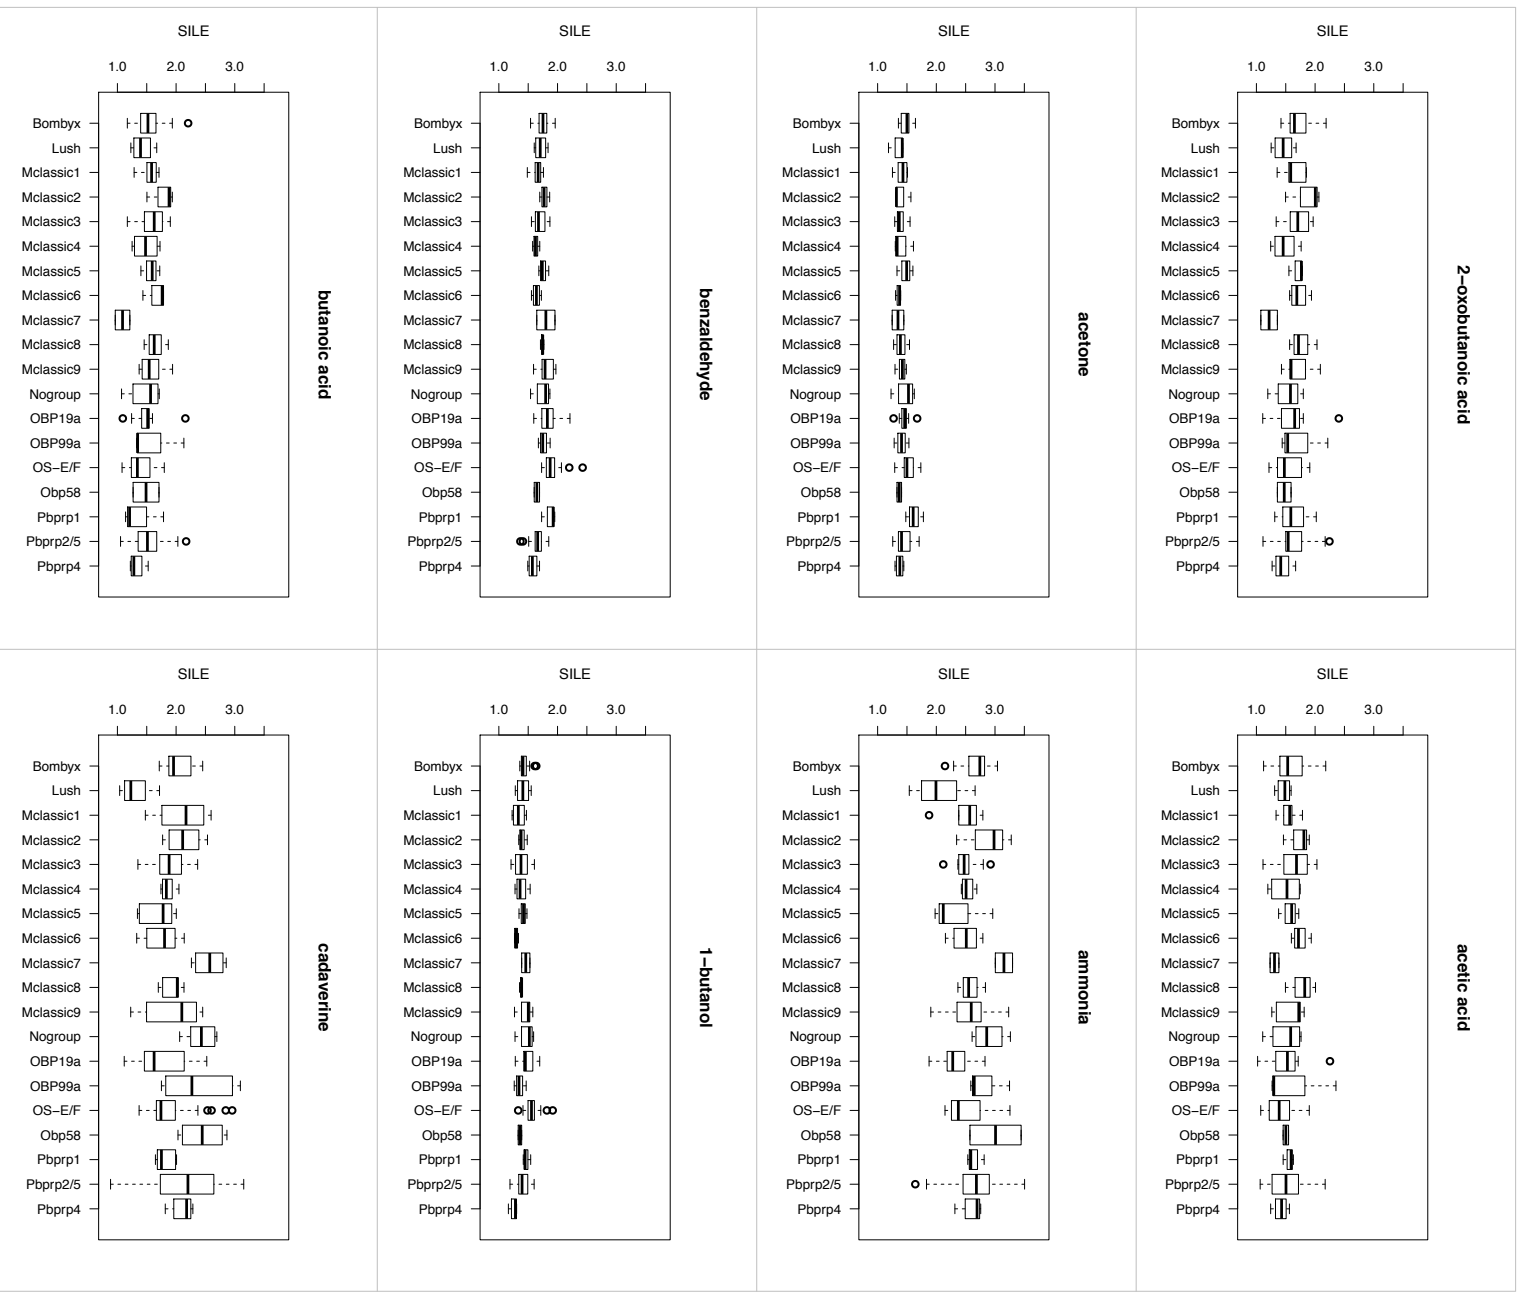 SILE
1.0 2.0 3.0
Bombyx
Lush
Mclassic1
Mclassic2
Mclassic3
Mclassic4
Mclassic5
Mclassic6
Mclassic7
Mclassic8
Mclassic9
Nogroup
OBP19a
OBP99a
OS−E/F
Obp58
Pbprp1
Pbprp2/5
Pbprp4
butanoic acid
SILE
1.0 2.0 3.0
Bombyx
Lush
Mclassic1
Mclassic2
Mclassic3
Mclassic4
Mclassic5
Mclassic6
Mclassic7
Mclassic8
Mclassic9
Nogroup
OBP19a
OBP99a
OS−E/F
Obp58
Pbprp1
Pbprp2/5
Pbprp4
benzaldehyde
SILE
1.0 2.0 3.0
Bombyx
Lush
Mclassic1
Mclassic2
Mclassic3
Mclassic4
Mclassic5
Mclassic6
Mclassic7
Mclassic8
Mclassic9
Nogroup
OBP19a
OBP99a
OS−E/F
Obp58
Pbprp1
Pbprp2/5
Pbprp4
acetone
SILE
1.0 2.0 3.0
Bombyx
Lush
Mclassic1
Mclassic2
Mclassic3
Mclassic4
Mclassic5
Mclassic6
Mclassic7
Mclassic8
Mclassic9
Nogroup
OBP19a
OBP99a
OS−E/F
Obp58
Pbprp1
Pbprp2/5
Pbprp4
2−oxobutanoic acid
SILE
1.0 2.0 3.0
Bombyx
Lush
Mclassic1
Mclassic2
Mclassic3
Mclassic4
Mclassic5
Mclassic6
Mclassic7
Mclassic8
Mclassic9
Nogroup
OBP19a
OBP99a
OS−E/F
Obp58
Pbprp1
Pbprp2/5
Pbprp4
cadaverine
SILE
1.0 2.0 3.0
Bombyx
Lush
Mclassic1
Mclassic2
Mclassic3
Mclassic4
Mclassic5
Mclassic6
Mclassic7
Mclassic8
Mclassic9
Nogroup
OBP19a
OBP99a
OS−E/F
Obp58
Pbprp1
Pbprp2/5
Pbprp4
1−butanol
SILE
1.0 2.0 3.0
Bombyx
Lush
Mclassic1
Mclassic2
Mclassic3
Mclassic4
Mclassic5
Mclassic6
Mclassic7
Mclassic8
Mclassic9
Nogroup
OBP19a
OBP99a
OS−E/F
Obp58
Pbprp1
Pbprp2/5
Pbprp4
ammonia
SILE
1.0 2.0 3.0
Bombyx
Lush
Mclassic1
Mclassic2
Mclassic3
Mclassic4
Mclassic5
Mclassic6
Mclassic7
Mclassic8
Mclassic9
Nogroup
OBP19a
OBP99a
OS−E/F
Obp58
Pbprp1
Pbprp2/5
Pbprp4
acetic acid